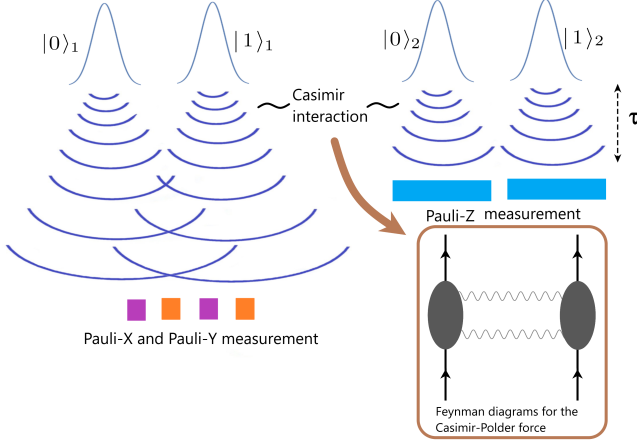 |0⟩₁
|1⟩₁
|0⟩₂
|1⟩₂
Casimir
interaction
τ
Pauli-Z measurement
Pauli-X and Pauli-Y measurement
Feynman diagrams for the
Casimir-Polder force